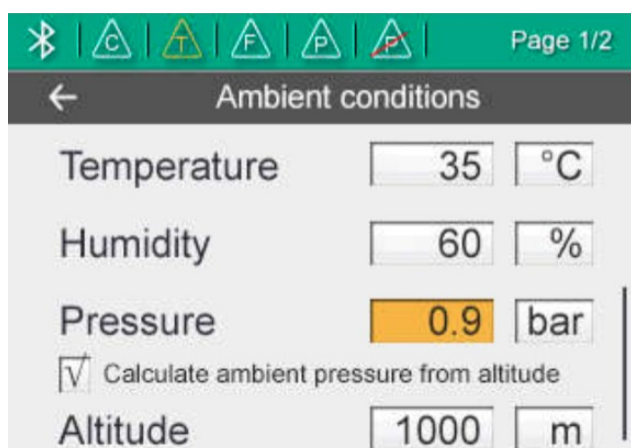 C T F P P Page 1/2
Ambient conditions
Temperature 35 °C
Humidity 60 %
Pressure 0.9 bar
√ Calculate ambient pressure from altitude
Altitude 1000 m